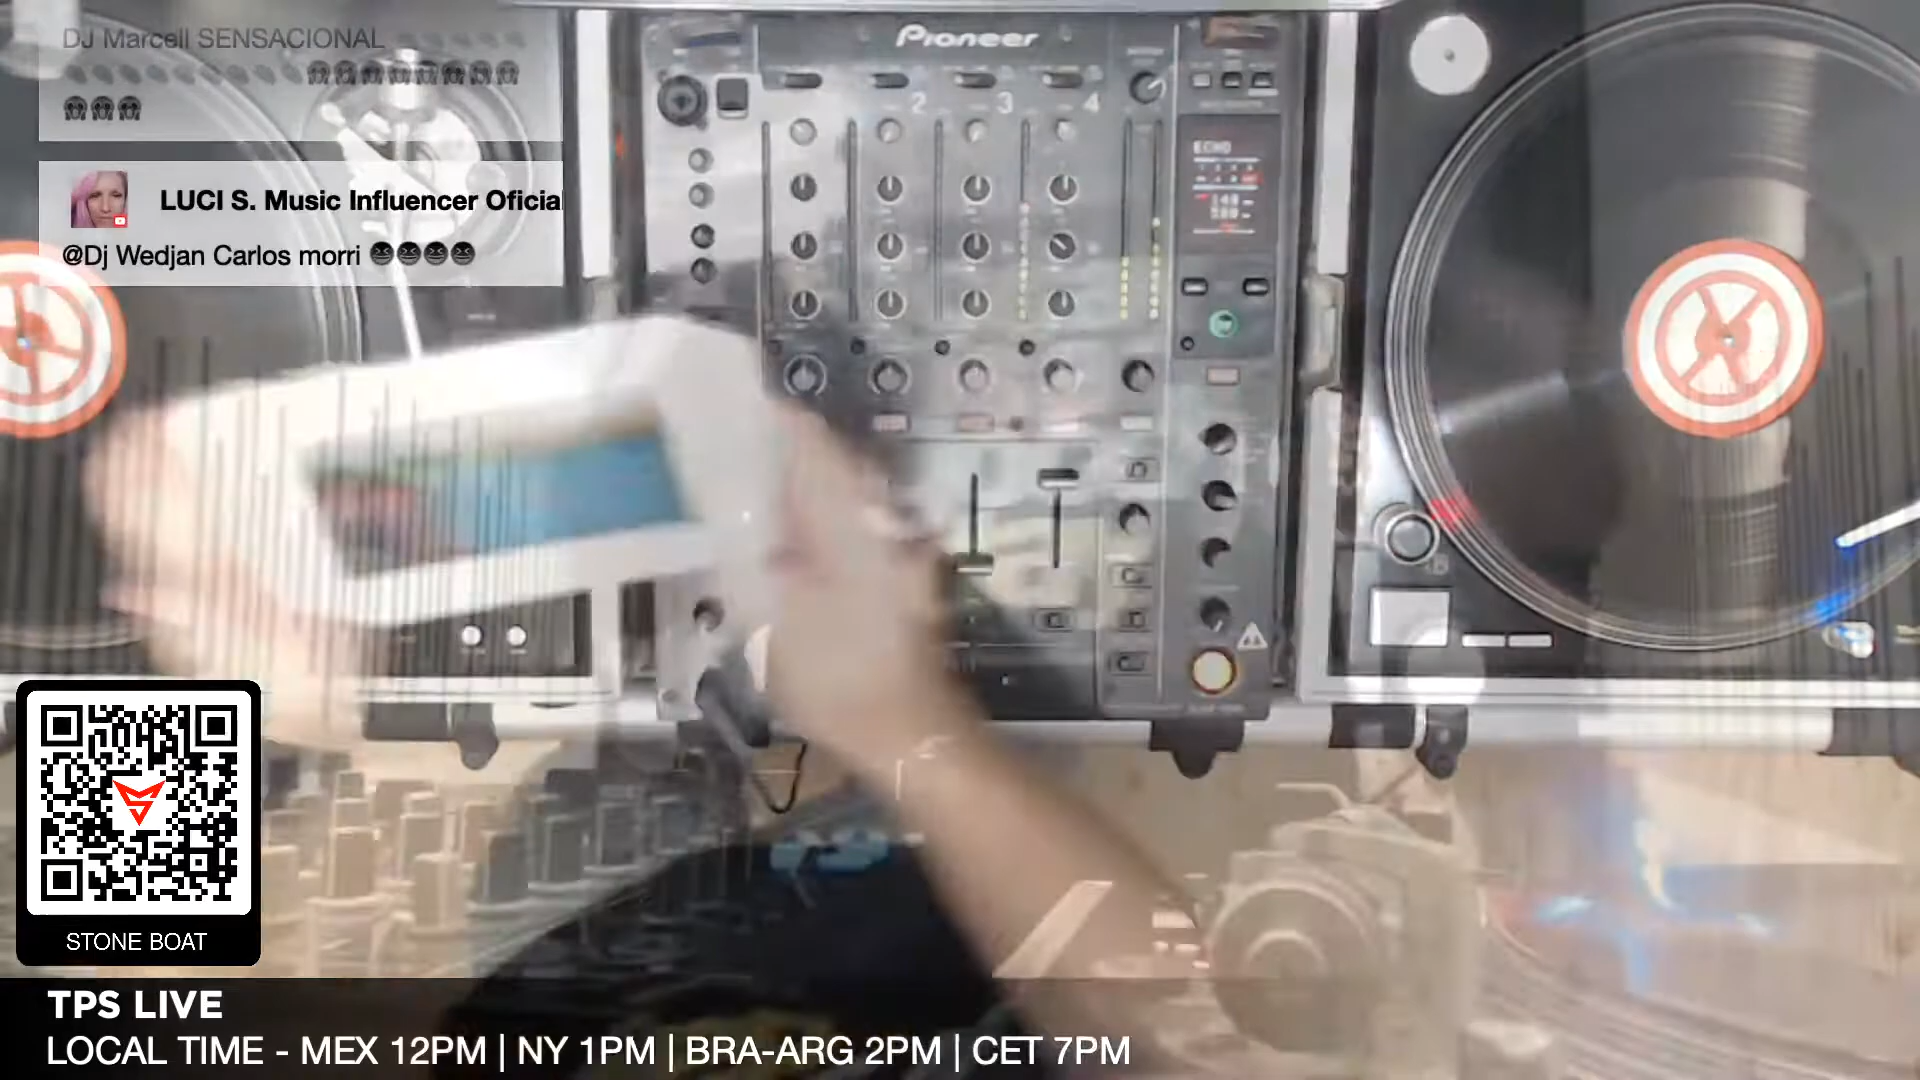 DJ Marcell SENSACIONAL
LUCI S. Music Influencer Oficial
@Dj Wedjan Carlos morri 😆😆😆😆
Pioneer
2 3 4
ECHO
STONE BOAT
TPS LIVE
LOCAL TIME - MEX 12PM | NY 1PM | BRA-ARG 2PM | CET 7PM